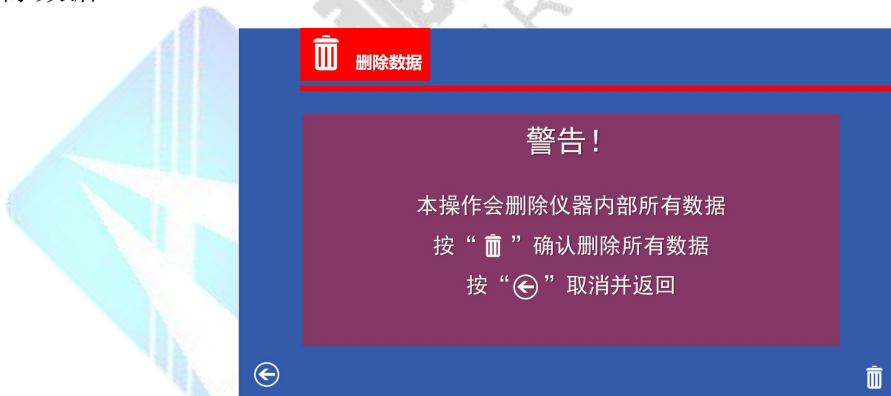 删除数据
警告！
本操作会删除仪器内部所有数据
按“ ”确认删除所有数据
按“ ”取消并返回